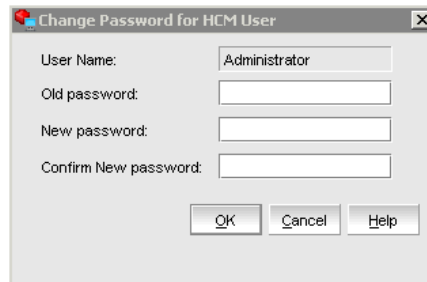 Change Password for HCM User
User Name: Administrator
Old password:
New password:
Confirm New password:
OK Cancel Help